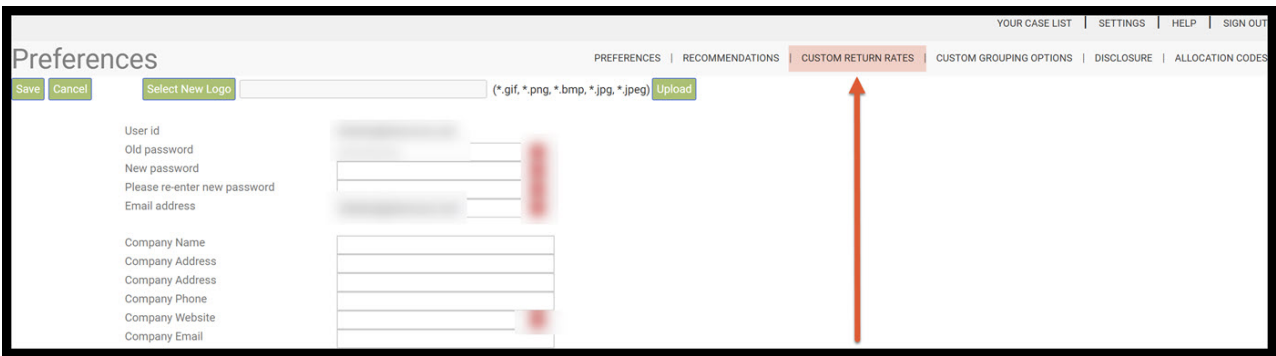 YOUR CASE LIST | SETTINGS | HELP | SIGN OUT
Preferences
PREFERENCES | RECOMMENDATIONS | CUSTOM RETURN RATES | CUSTOM GROUPING OPTIONS | DISCLOSURE | ALLOCATION CODES
Save Cancel Select New Logo (*.gif, *.png, *.bmp, *.jpg, *.jpeg) Upload
User id
Old password
New password
Please re-enter new password
Email address
Company Name
Company Address
Company Address
Company Phone
Company Website
Company Email